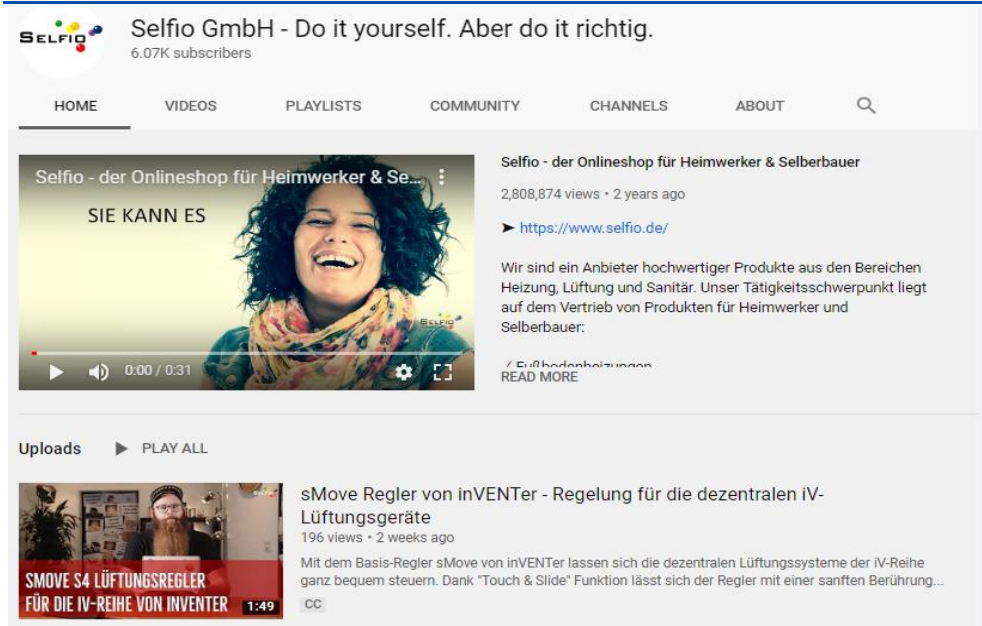 SELFIO
Selfio GmbH - Do it yourself. Aber do it richtig.
6.07K subscribers
HOME VIDEOS PLAYLISTS COMMUNITY CHANNELS ABOUT
Selfio - der Onlineshop für Heimwerker & Se...
SIE KANN ES
SELFIO
0:00 / 0:31
Selfio - der Onlineshop für Heimwerker & Selberbauer
2,808,874 views • 2 years ago
➤ https://www.selfio.de/
Wir sind ein Anbieter hochwertiger Produkte aus den Bereichen
Heizung, Lüftung und Sanitär. Unser Tätigkeitsschwerpunkt liegt
auf dem Vertrieb von Produkten für Heimwerker und
Selberbauer:
✓ Fußbodenheizungen
READ MORE
Uploads PLAY ALL
SELFIO
SMOVE S4 LÜFTUNGSREGLER
FÜR DIE IV-REIHE VON INVENTER
1:49
sMove Regler von inVENTer - Regelung für die dezentralen iV-
Lüftungsgeräte
196 views • 2 weeks ago
Mit dem Basis-Regler sMove von inVENTer lassen sich die dezentralen Lüftungssysteme der iV-Reihe
ganz bequem steuern. Dank "Touch & Slide" Funktion lässt sich der Regler mit einer sanften Berührung...
CC